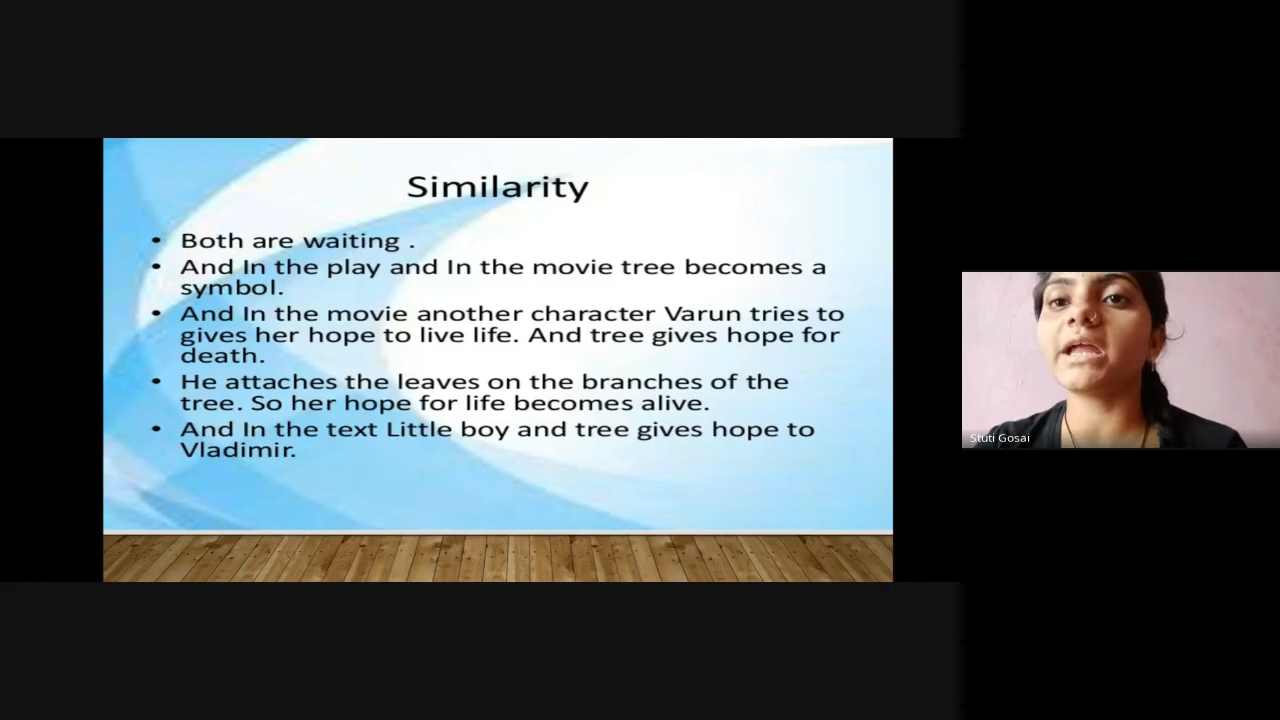 Similarity
• Both are waiting .
• And In the play and In the movie tree becomes a
symbol.
• And In the movie another character Varun tries to
gives her hope to live life. And tree gives hope for
death.
• He attaches the leaves on the branches of the
tree. So her hope for life becomes alive.
• And In the text Little boy and tree gives hope to
Vladimir.
Stuti Gosai